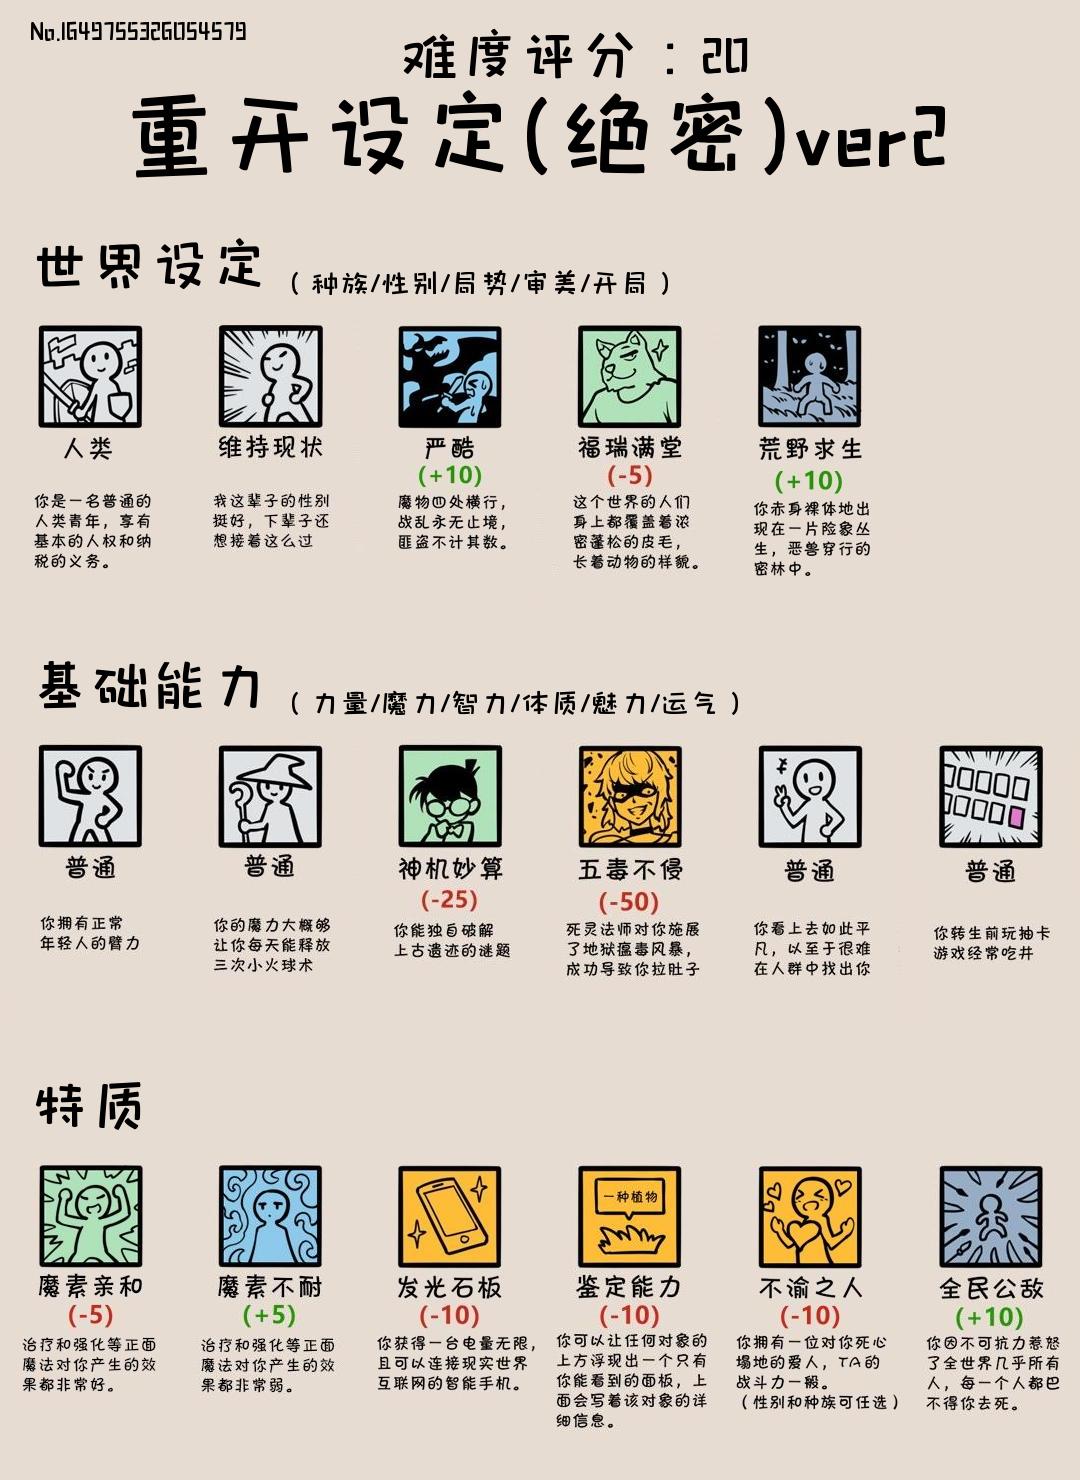 No.1649755326054579
难度评分：20
重开设定(绝密)ver2
世界设定（种族/性别/局势/审美/开局）
人类
你是一名普通的
人类青年，享有
基本的人权和纳
税的义务。
维持现状
我这辈子的性别
挺好，下辈子还
想接着这么过
严酷
(+10)
魔物四处横行，
战乱永无止境，
匪盗不计其数。
福瑞满堂
(-5)
这个世界的人们
身上都覆盖着浓
密蓬松的皮毛，
长着动物的样貌。
荒野求生
(+10)
你赤身裸体地出
现在一片险象丛
生，恶兽穿行的
密林中。
基础能力（力量/魔力/智力/体质/魅力/运气）
普通
你拥有正常
年轻人的臂力
普通
你的魔力大概够
让你每天能释放
三次小火球术
神机妙算
(-25)
你能独自破解
上古遗迹的谜题
五毒不侵
(-50)
死灵法师对你施展
了地狱瘟毒风暴，
成功导致你拉肚子
普通
你看上去如此平
凡，以至于很难
在人群中找出你
普通
你转生前玩抽卡
游戏经常吃井
特质
魔素亲和
(-5)
治疗和强化等正面
魔法对你产生的效
果都非常好。
魔素不耐
(+5)
治疗和强化等正面
魔法对你产生的效
果都非常弱。
发光石板
(-10)
你获得一台电量无限，
且可以连接现实世界
互联网的智能手机。
一种植物
鉴定能力
(-10)
你可以让任何对象的
上方浮现出一个只有
你能看到的面板，上
面会写着该对象的详
细信息。
不渝之人
(-10)
你拥有一位对你死心
塌地的爱人，TA的
战斗力一般。
（性别和种族可任选）
全民公敌
(+10)
你因不可抗力惹怒
了全世界几乎所有
人，每一个人都巴
不得你去死。